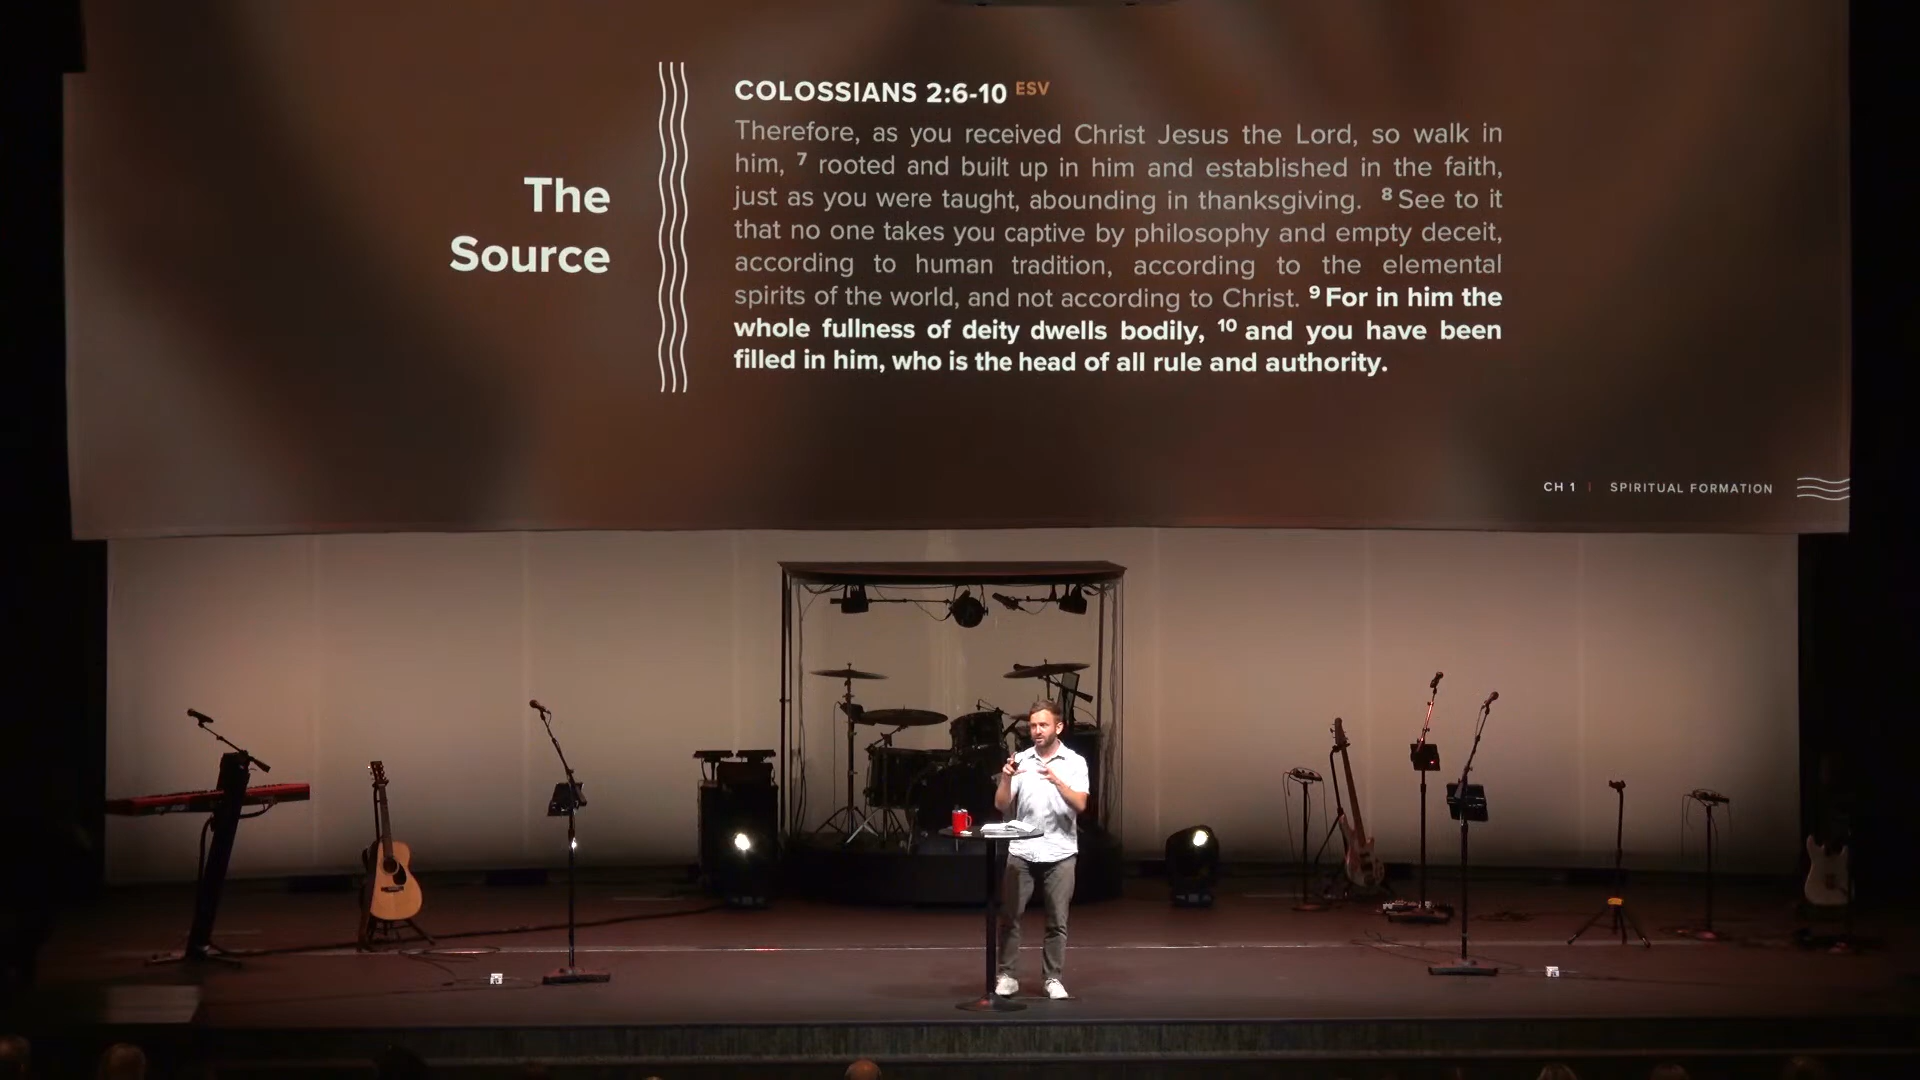 The
Source
COLOSSIANS 2:6-10 ESV
Therefore, as you received Christ Jesus the Lord, so walk in
him, 7 rooted and built up in him and established in the faith,
just as you were taught, abounding in thanksgiving. 8 See to it
that no one takes you captive by philosophy and empty deceit,
according to human tradition, according to the elemental
spirits of the world, and not according to Christ. 9 For in him the
whole fullness of deity dwells bodily, 10 and you have been
filled in him, who is the head of all rule and authority.
CH 1 | SPIRITUAL FORMATION